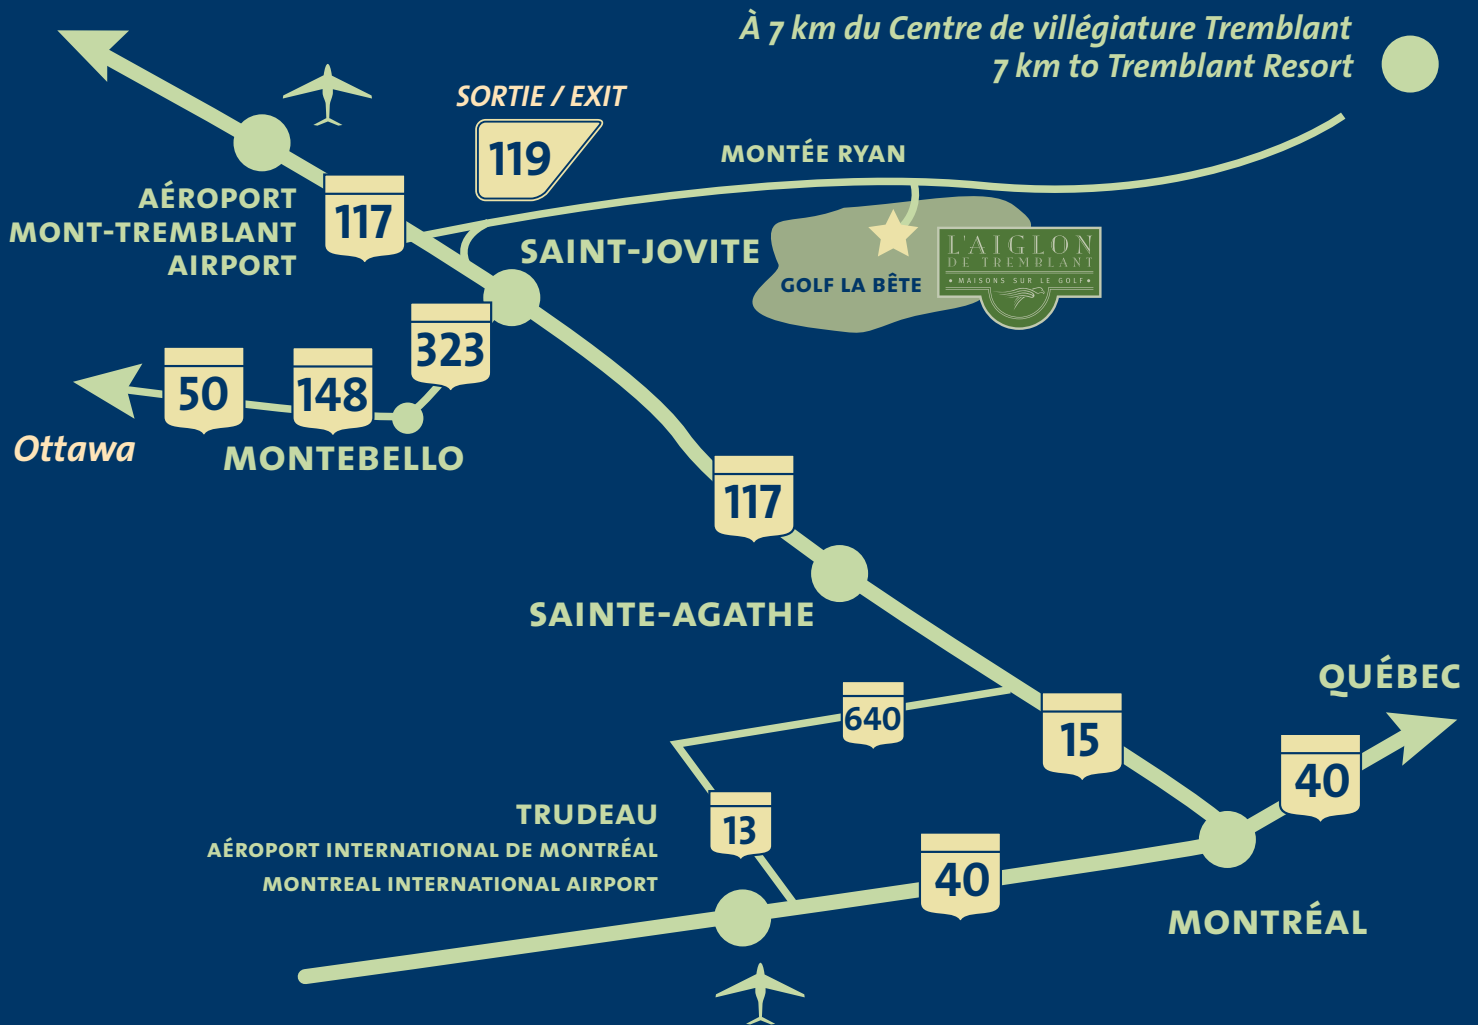 À 7 km du Centre de villégiature Tremblant
7 km to Tremblant Resort
SORTIE / EXIT
119
MONTÉE RYAN
AÉROPORT
MONT-TREMBLANT
AIRPORT
117
SAINT-JOVITE
GOLF LA BÊTE
L'AIGLON
DE TREMBLANT
• MAISONS SUR LE GOLF •
323
50
148
Ottawa
MONTEBELLO
117
SAINTE-AGATHE
QUÉBEC
640
15
40
TRUDEAU
AÉROPORT INTERNATIONAL DE MONTRÉAL
MONTREAL INTERNATIONAL AIRPORT
13
40
MONTRÉAL